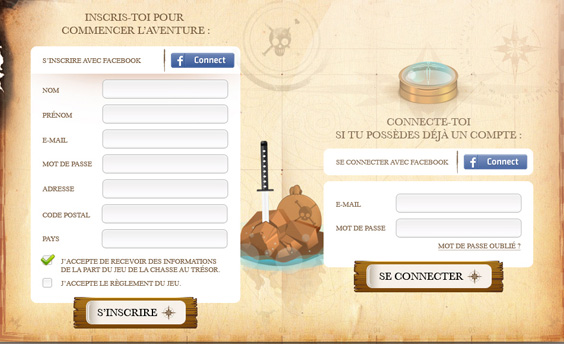 INSCRIS-TOI POUR
COMMENCER L'AVENTURE :
S'INSCRIRE AVEC FACEBOOK
f Connect
NOM
PRÉNOM
E-MAIL
MOT DE PASSE
ADRESSE
CODE POSTAL
PAYS
J'ACCEPTE DE RECEVOIR DES INFORMATIONS
DE LA PART DU JEU DE LA CHASSE AU TRÉSOR.
J'ACCEPTE LE RÈGLEMENT DU JEU.
S'INSCRIRE
CONNECTE-TOI
SI TU POSSÈDES DÉJÀ UN COMPTE :
SE CONNECTER AVEC FACEBOOK
f Connect
E-MAIL
MOT DE PASSE
MOT DE PASSE OUBLIÉ ?
SE CONNECTER